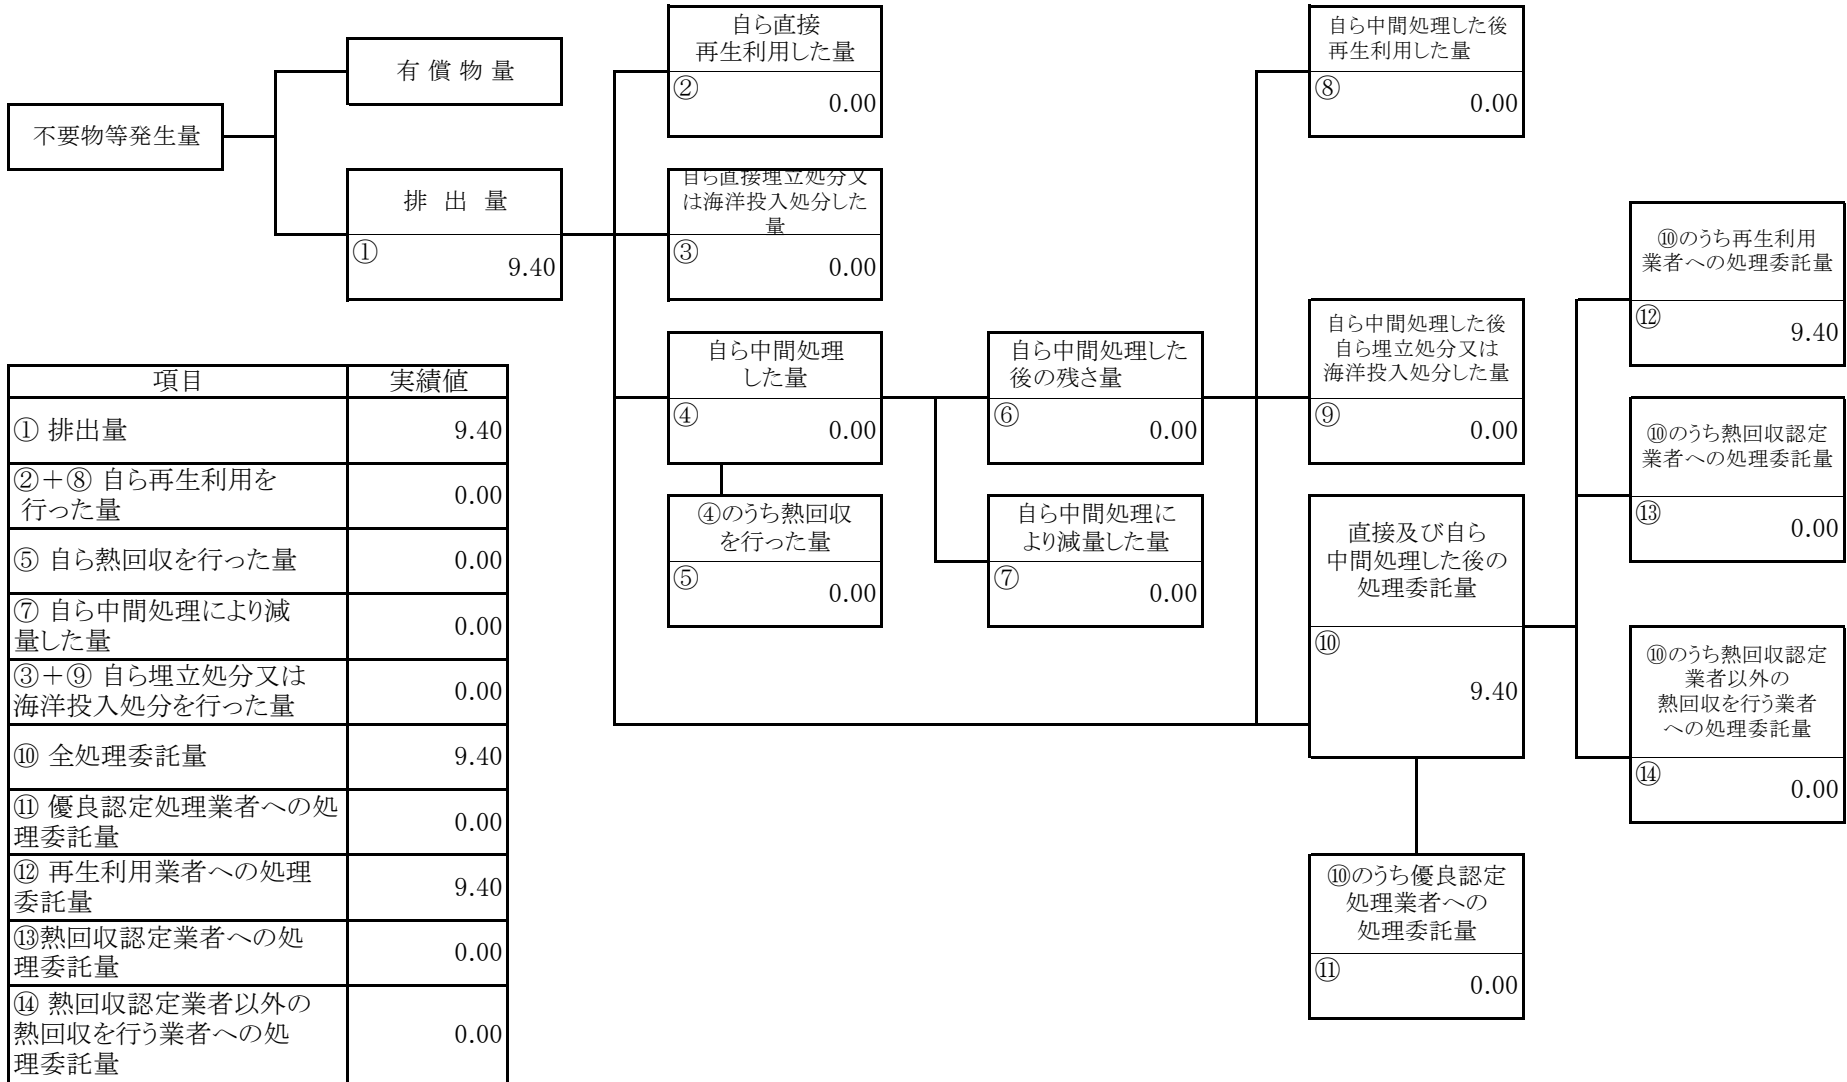 不要物等発生量
有 償 物 量
排 出 量
①
9.40
自ら直接
再生利用した量
②
0.00
自ら直接埋立処分又
は海洋投入処分した
量
③
0.00
自ら中間処理
した量
④
0.00
④のうち熱回収
を行った量
⑤
0.00
自ら中間処理した
後の残さ量
⑥
0.00
自ら中間処理に
より減量した量
⑦
0.00
自ら中間処理した後
再生利用した量
⑧
0.00
自ら中間処理した後
自ら埋立処分又は
海洋投入処分した量
⑨
0.00
直接及び自ら
中間処理した後の
処理委託量
⑩
9.40
⑩のうち優良認定
処理業者への
処理委託量
⑪
0.00
⑩のうち再生利用
業者への処理委託量
⑫
9.40
⑩のうち熱回収認定
業者への処理委託量
⑬
0.00
⑩のうち熱回収認定
業者以外の
熱回収を行う業者
への処理委託量
⑭
0.00
項目 実績値
① 排出量 9.40
②＋⑧ 自ら再生利用を
行った量
0.00
⑤ 自ら熱回収を行った量 0.00
⑦ 自ら中間処理により減
量した量
0.00
③＋⑨ 自ら埋立処分又は
海洋投入処分を行った量
0.00
⑩ 全処理委託量 9.40
⑪ 優良認定処理業者への処
理委託量
0.00
⑫ 再生利用業者への処理
委託量
9.40
⑬熱回収認定業者への処
理委託量
0.00
⑭ 熱回収認定業者以外の
熱回収を行う業者への処
理委託量
0.00